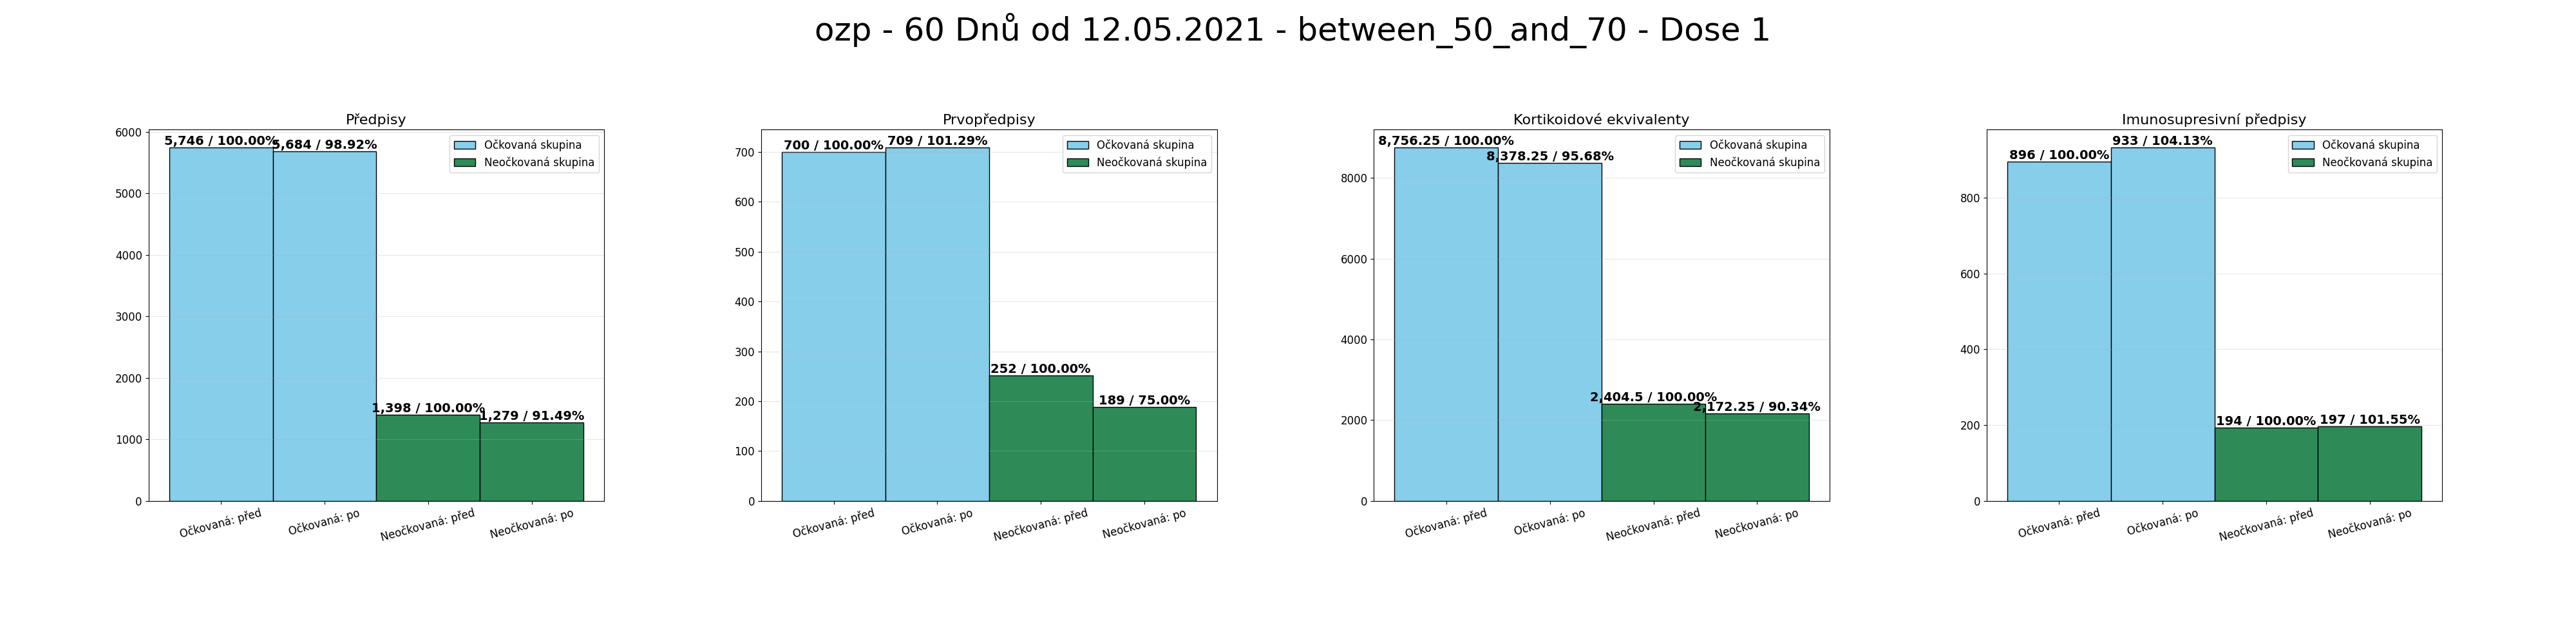 ozp - 60 Dnů od 12.05.2021 - between_50_and_70 - Dose 1
Předpisy
6000
5000
4000
3000
2000
1000
0
5,746 / 100.00%
5,684 / 98.92%
1,398 / 100.00%
1,279 / 91.49%
Očkovaná skupina
Neočkovaná skupina
Očkovaná: před
Očkovaná: po
Neočkovaná: před
Neočkovaná: po
Prvopředpisy
700
600
500
400
300
200
100
0
700 / 100.00%
709 / 101.29%
252 / 100.00%
189 / 75.00%
Očkovaná skupina
Neočkovaná skupina
Očkovaná: před
Očkovaná: po
Neočkovaná: před
Neočkovaná: po
Kortikoidové ekvivalenty
8000
6000
4000
2000
0
8,756.25 / 100.00%
8,378.25 / 95.68%
2,404.5 / 100.00%
2,172.25 / 90.34%
Očkovaná skupina
Neočkovaná skupina
Očkovaná: před
Očkovaná: po
Neočkovaná: před
Neočkovaná: po
Imunosupresivní předpisy
800
600
400
200
0
896 / 100.00%
933 / 104.13%
194 / 100.00%
197 / 101.55%
Očkovaná skupina
Neočkovaná skupina
Očkovaná: před
Očkovaná: po
Neočkovaná: před
Neočkovaná: po